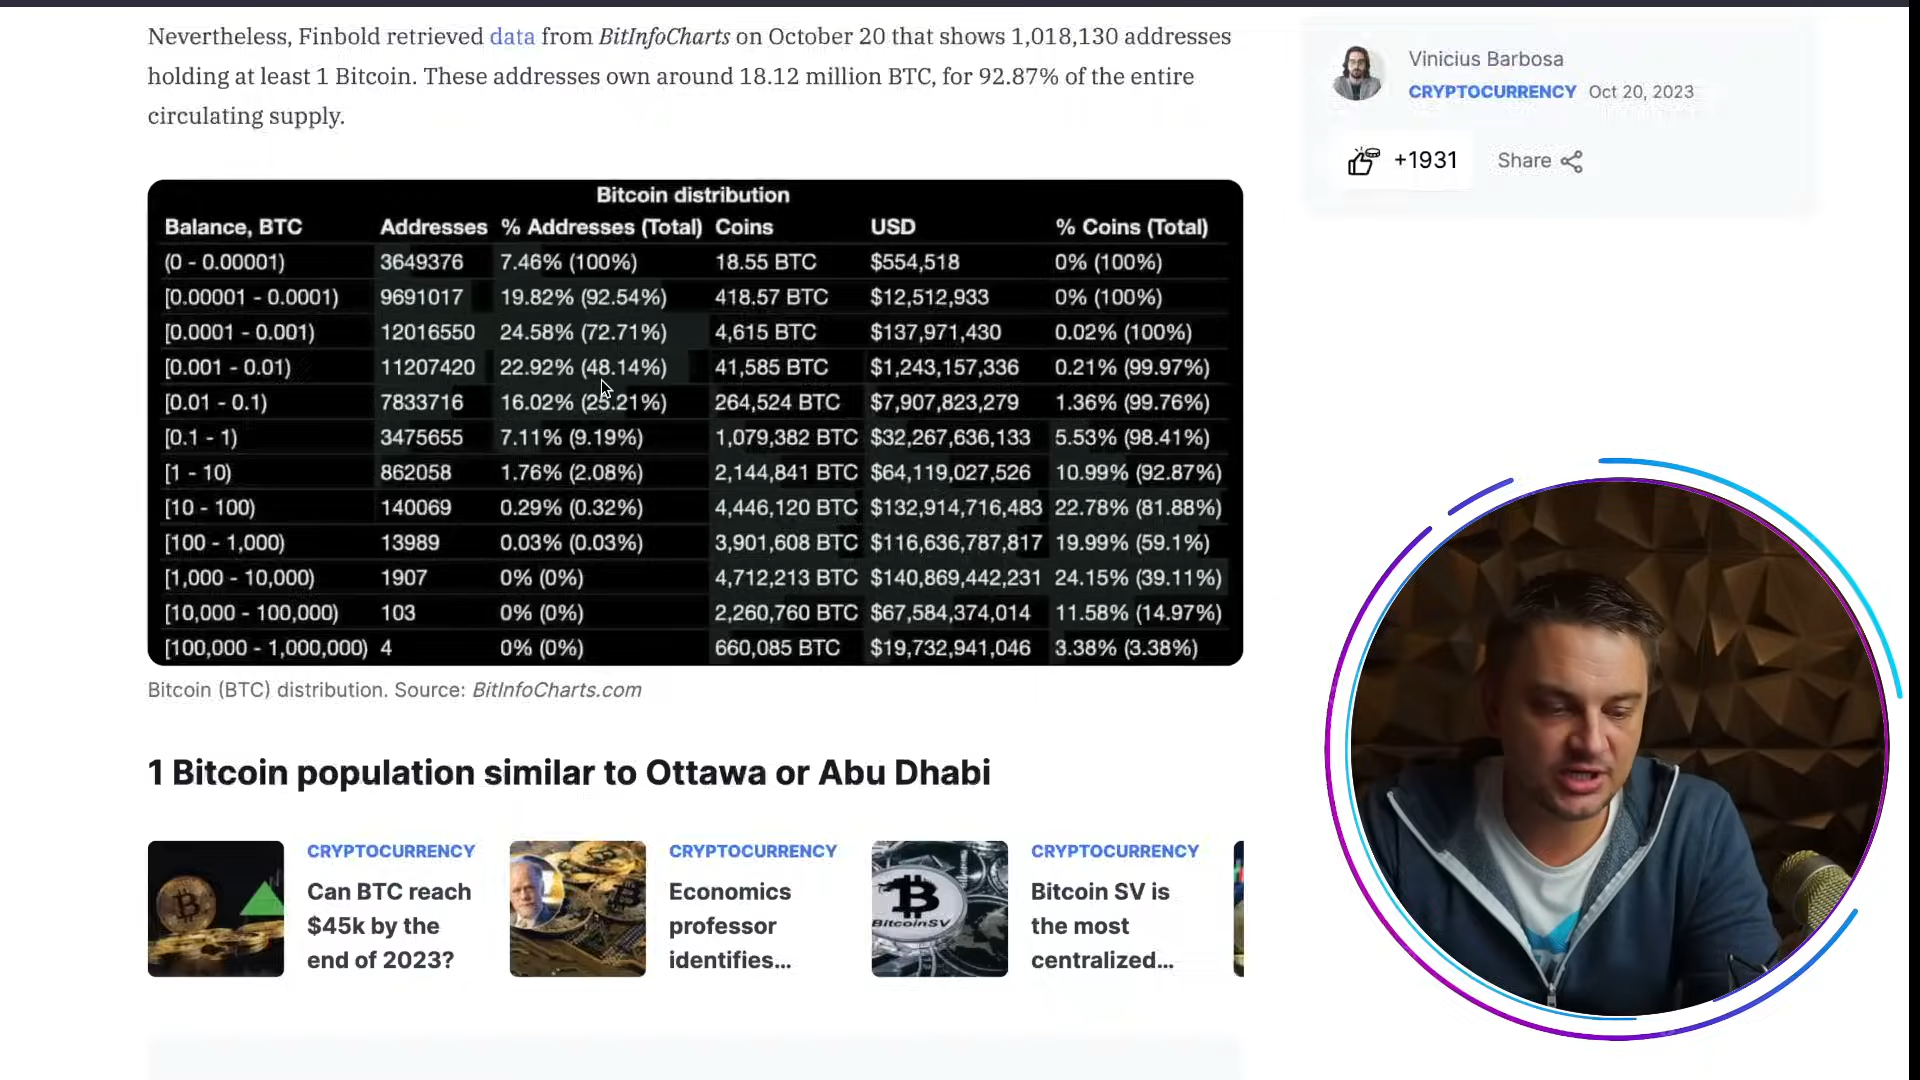 Nevertheless, Finbold retrieved data from BitInfoCharts on October 20 that shows 1,018,130 addresses
holding at least 1 Bitcoin. These addresses own around 18.12 million BTC, for 92.87% of the entire
circulating supply.
Vinicius Barbosa
CRYPTOCURRENCY Oct 20, 2023
+1931 Share
Bitcoin distribution
Balance, BTC Addresses % Addresses (Total) Coins USD % Coins (Total)
(0 - 0.00001) 3649376 7.46% (100%) 18.55 BTC $554,518 0% (100%)
[0.00001 - 0.0001) 9691017 19.82% (92.54%) 418.57 BTC $12,512,933 0% (100%)
[0.0001 - 0.001) 12016550 24.58% (72.71%) 4,615 BTC $137,971,430 0.02% (100%)
[0.001 - 0.01) 11207420 22.92% (48.14%) 41,585 BTC $1,243,157,336 0.21% (99.97%)
[0.01 - 0.1) 7833716 16.02% (25.21%) 264,524 BTC $7,907,823,279 1.36% (99.76%)
[0.1 - 1) 3475655 7.11% (9.19%) 1,079,382 BTC $32,267,636,133 5.53% (98.41%)
[1 - 10) 862058 1.76% (2.08%) 2,144,841 BTC $64,119,027,526 10.99% (92.87%)
[10 - 100) 140069 0.29% (0.32%) 4,446,120 BTC $132,914,716,483 22.78% (81.88%)
[100 - 1,000) 13989 0.03% (0.03%) 3,901,608 BTC $116,636,787,817 19.99% (59.1%)
[1,000 - 10,000) 1907 0% (0%) 4,712,213 BTC $140,869,442,231 24.15% (39.11%)
[10,000 - 100,000) 103 0% (0%) 2,260,760 BTC $67,584,374,014 11.58% (14.97%)
[100,000 - 1,000,000) 4 0% (0%) 660,085 BTC $19,732,941,046 3.38% (3.38%)
Bitcoin (BTC) distribution. Source: BitInfoCharts.com
1 Bitcoin population similar to Ottawa or Abu Dhabi
CRYPTOCURRENCY
Can BTC reach
$45k by the
end of 2023?
CRYPTOCURRENCY
Economics
professor
identifies...
BitcoinSV
CRYPTOCURRENCY
Bitcoin SV is
the most
centralized...